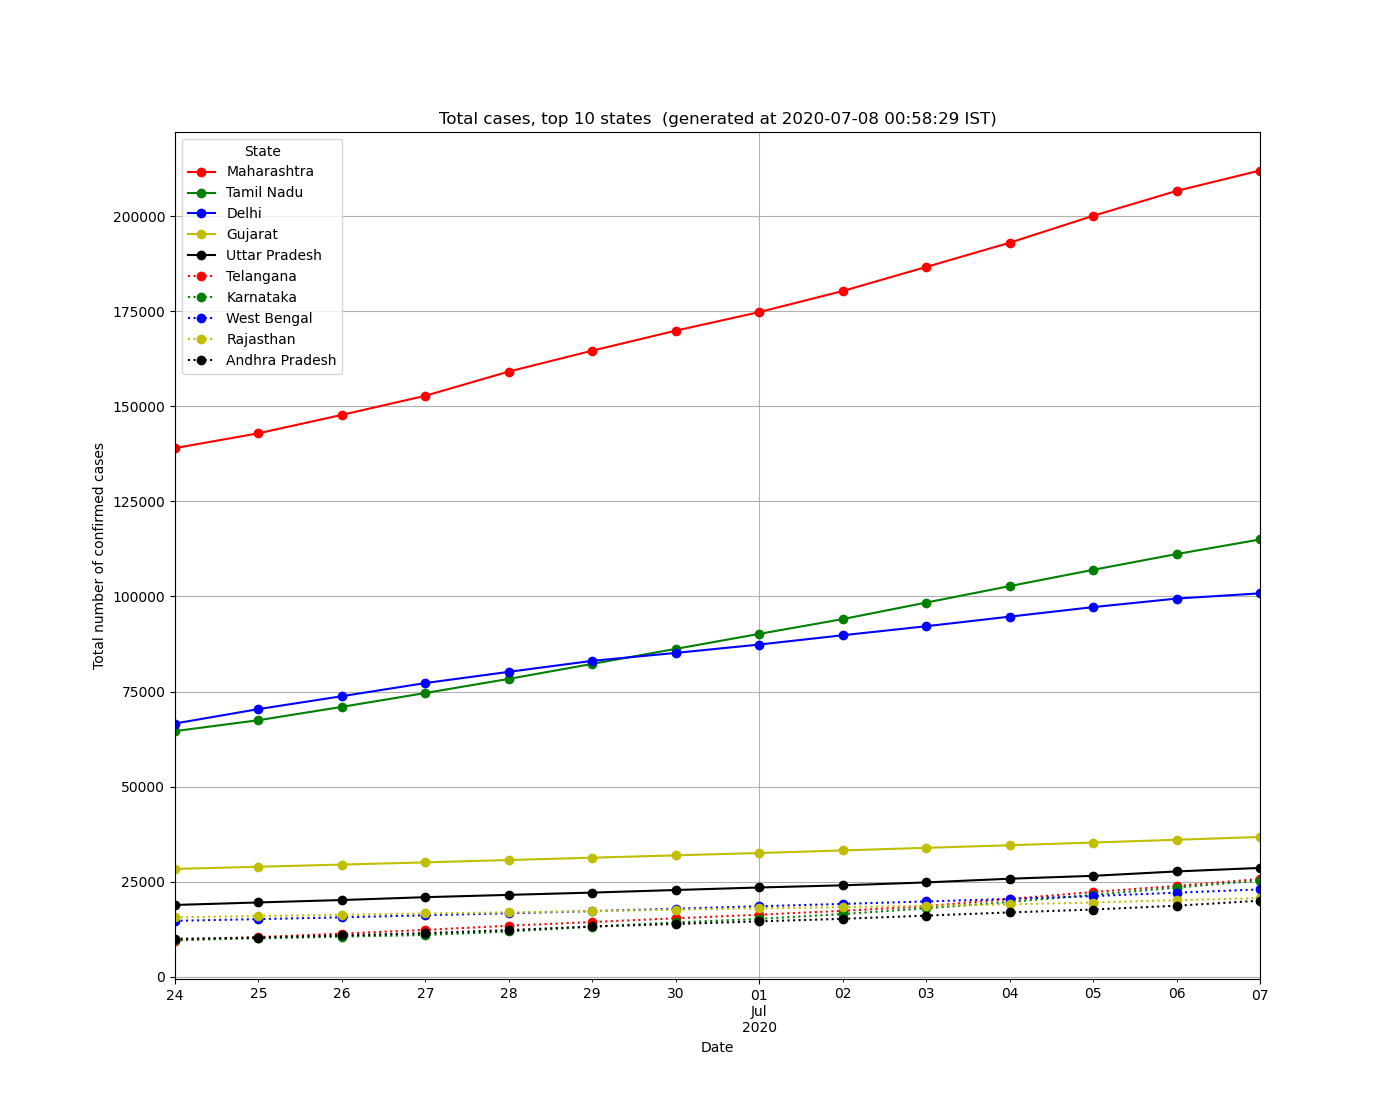 Total cases, top 10 states  (generated at 2020-07-08 00:58:29 IST)
State
Maharashtra
Tamil Nadu
Delhi
Gujarat
Uttar Pradesh
Telangana
Karnataka
West Bengal
Rajasthan
Andhra Pradesh
200000
175000
150000
125000
100000
75000
50000
25000
0
Total number of confirmed cases
24 25 26 27 28 29 30 01 02 03 04 05 06 07
Jul
2020
Date